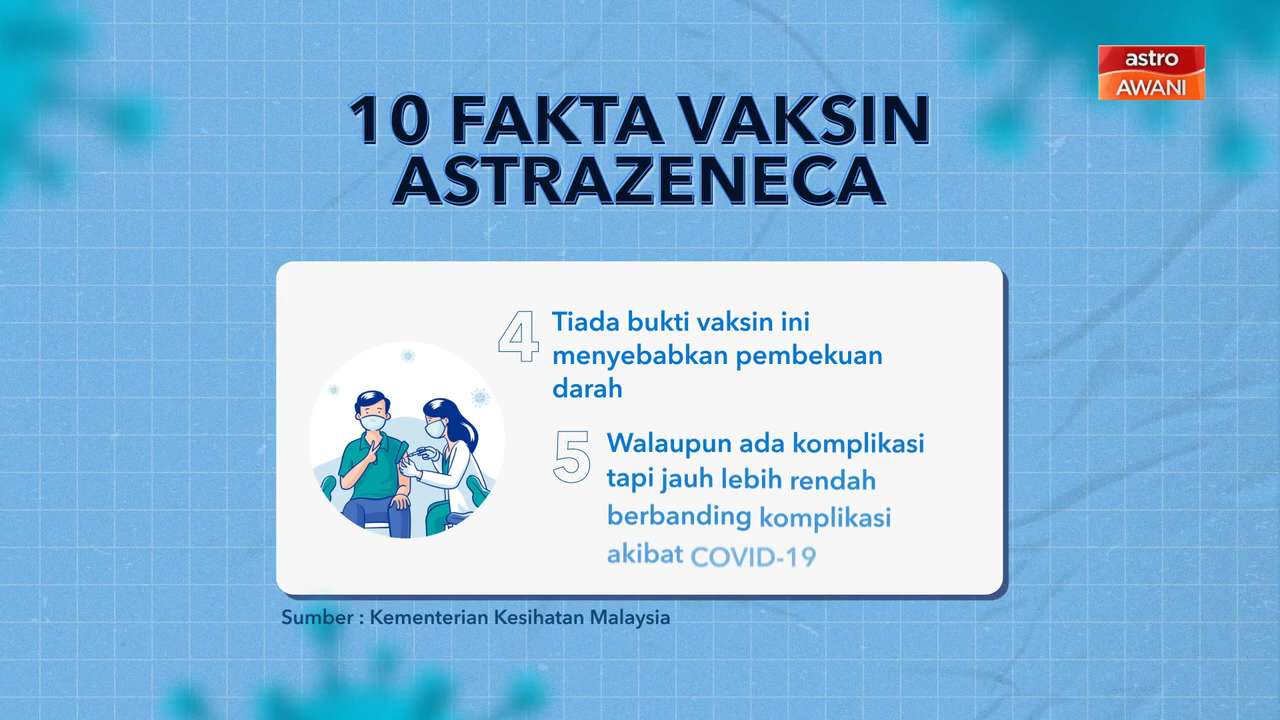 astro
AWANI
10 FAKTA VAKSIN
ASTRAZENECA
4 Tiada bukti vaksin ini
menyebabkan pembekuan
darah
5 Walaupun ada komplikasi
tapi jauh lebih rendah
berbanding komplikasi
akibat COVID-19
Sumber : Kementerian Kesihatan Malaysia